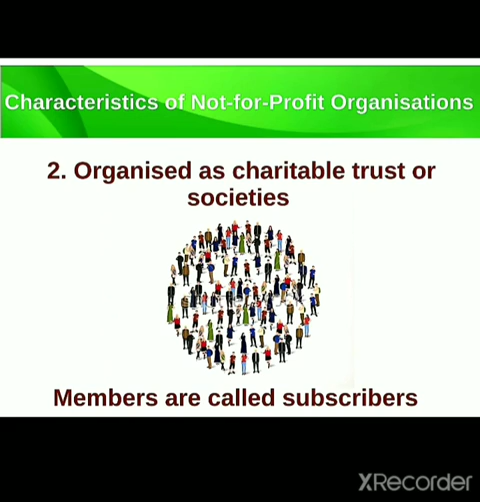 Characteristics of Not-for-Profit Organisations
2. Organised as charitable trust or
societies
Members are called subscribers
XRecorder